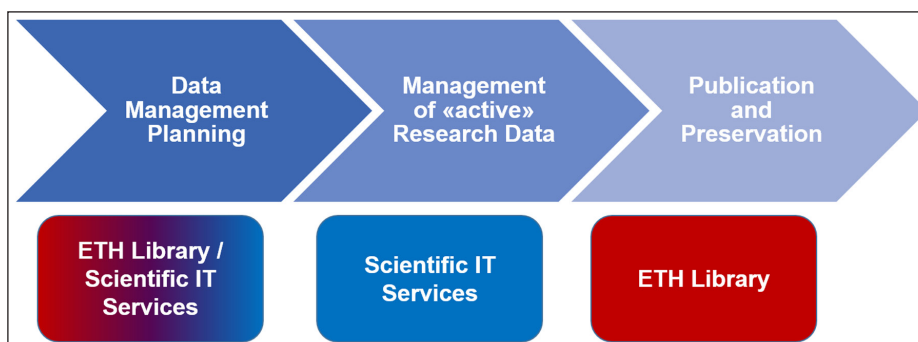 Data
Management
Planning
Management
of «active»
Research Data
Publication
and
Preservation
ETH Library /
Scientific IT
Services
Scientific IT
Services
ETH Library